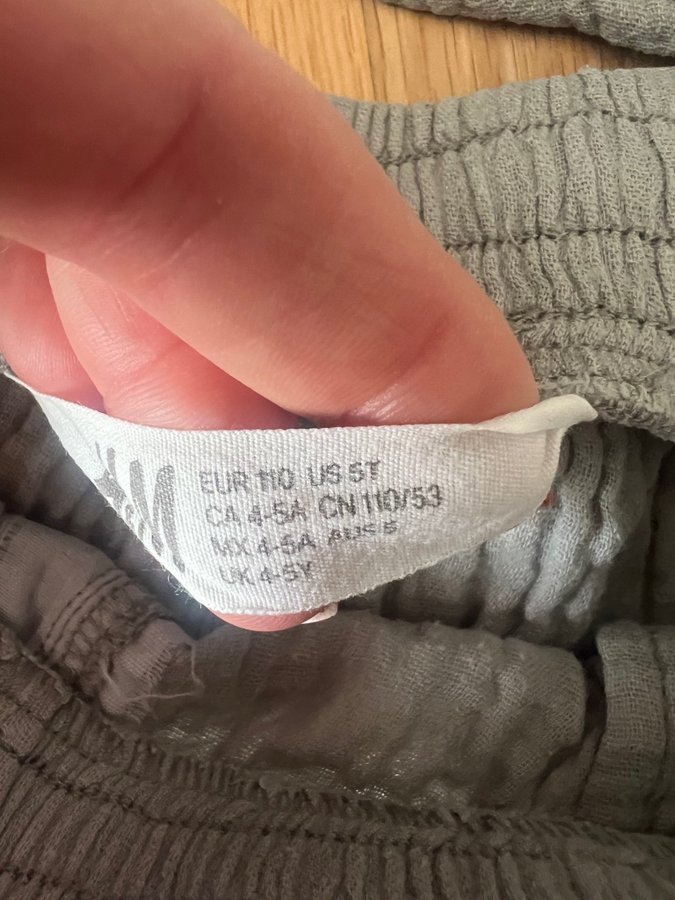 H&M
EUR 110 US 5T
CA 4-5A CN 110/53
MX 4-5A AUS 5
UK 4-5Y